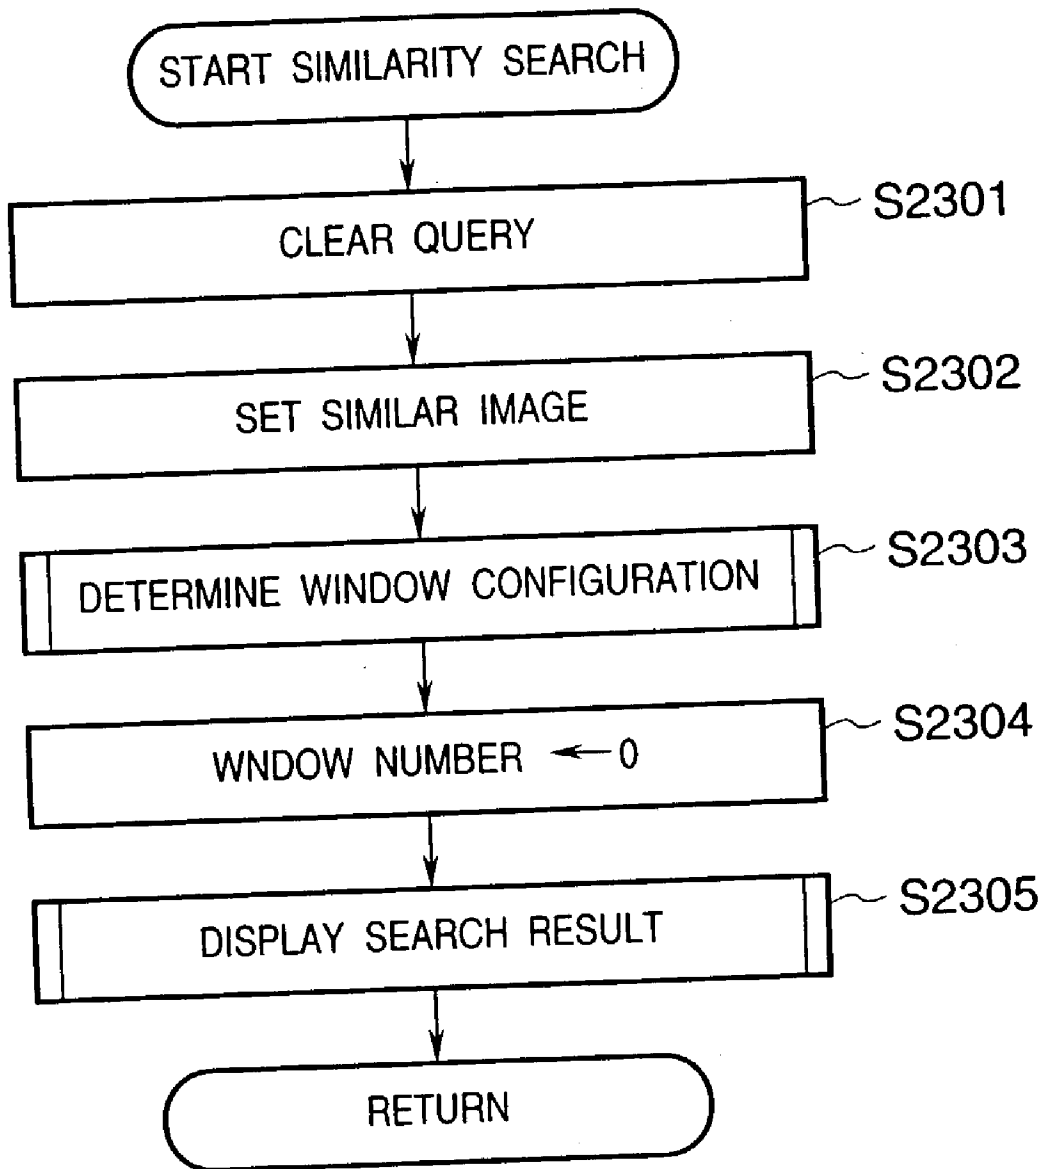 START SIMILARITY SEARCH
CLEAR QUERY
S2301
SET SIMILAR IMAGE
S2302
DETERMINE WINDOW CONFIGURATION
S2303
WNDOW NUMBER ← 0
S2304
DISPLAY SEARCH RESULT
S2305
RETURN